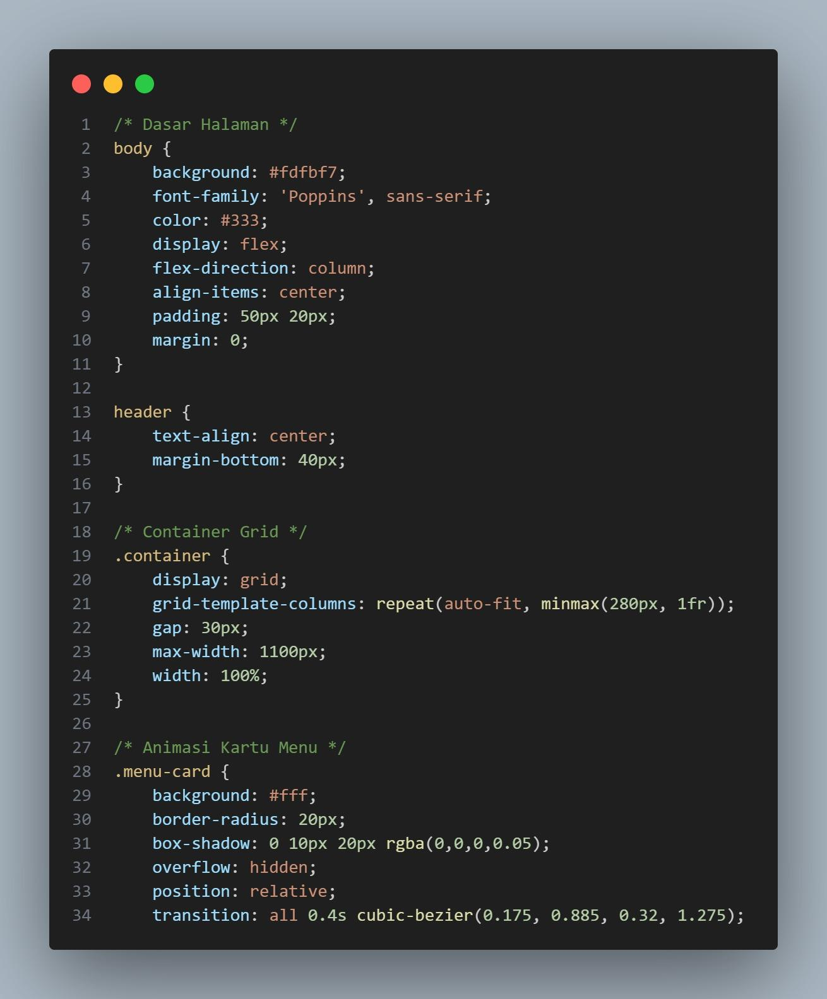 1 /* Dasar Halaman */
2 body {
3     background: #fdfbf7;
4     font-family: 'Poppins', sans-serif;
5     color: #333;
6     display: flex;
7     flex-direction: column;
8     align-items: center;
9     padding: 50px 20px;
10     margin: 0;
11 }
12
13 header {
14     text-align: center;
15     margin-bottom: 40px;
16 }
17
18 /* Container Grid */
19 .container {
20     display: grid;
21     grid-template-columns: repeat(auto-fit, minmax(280px, 1fr));
22     gap: 30px;
23     max-width: 1100px;
24     width: 100%;
25 }
26
27 /* Animasi Kartu Menu */
28 .menu-card {
29     background: #fff;
30     border-radius: 20px;
31     box-shadow: 0 10px 20px rgba(0,0,0,0.05);
32     overflow: hidden;
33     position: relative;
34     transition: all 0.4s cubic-bezier(0.175, 0.885, 0.32, 1.275);